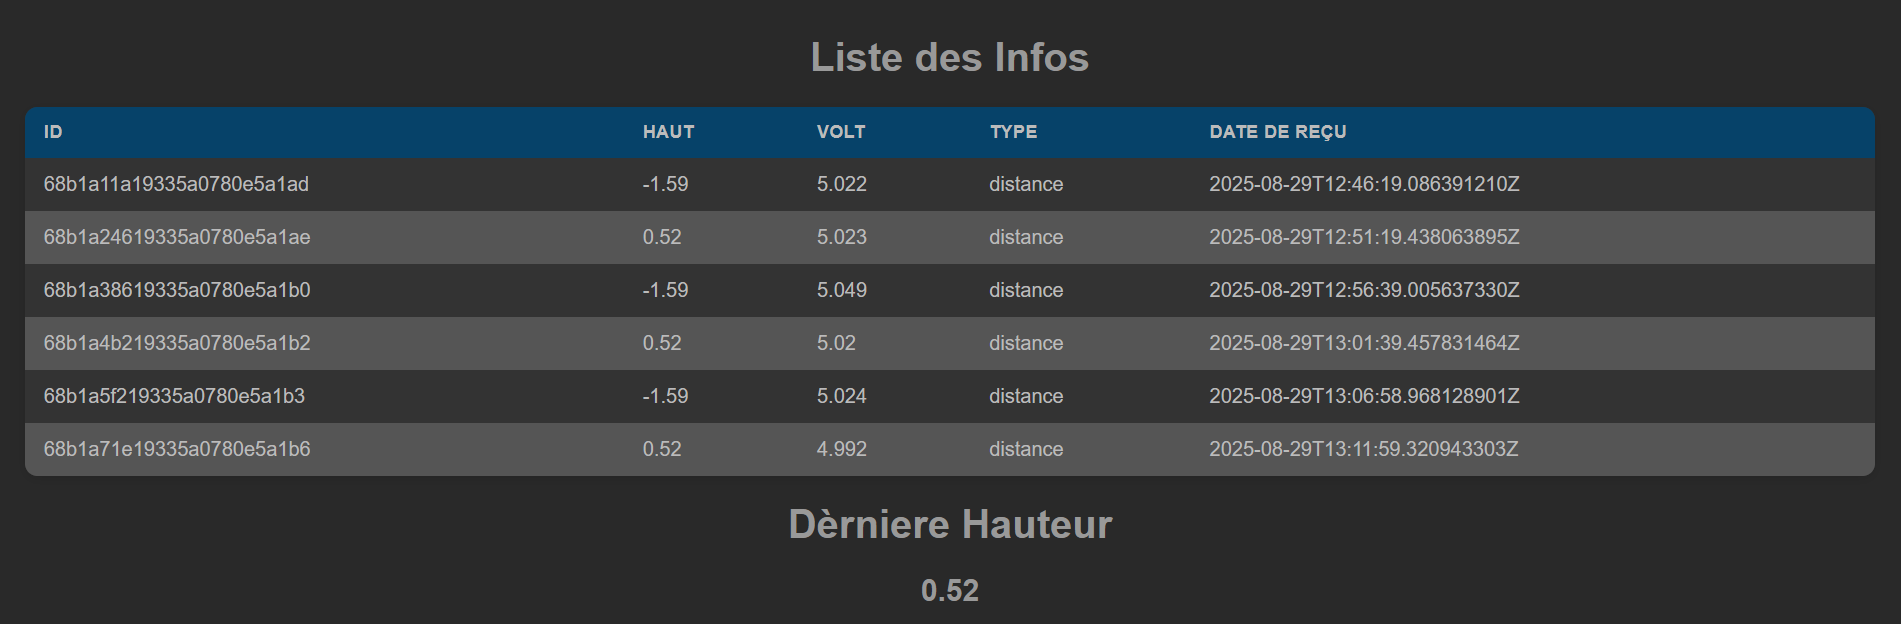 Liste des Infos
ID HAUT VOLT TYPE DATE DE REÇU
68b1a11a19335a0780e5a1ad -1.59 5.022 distance 2025-08-29T12:46:19.086391210Z
68b1a24619335a0780e5a1ae 0.52 5.023 distance 2025-08-29T12:51:19.438063895Z
68b1a38619335a0780e5a1b0 -1.59 5.049 distance 2025-08-29T12:56:39.005637330Z
68b1a4b219335a0780e5a1b2 0.52 5.02 distance 2025-08-29T13:01:39.457831464Z
68b1a5f219335a0780e5a1b3 -1.59 5.024 distance 2025-08-29T13:06:58.968128901Z
68b1a71e19335a0780e5a1b6 0.52 4.992 distance 2025-08-29T13:11:59.320943303Z
Dèrniere Hauteur
0.52